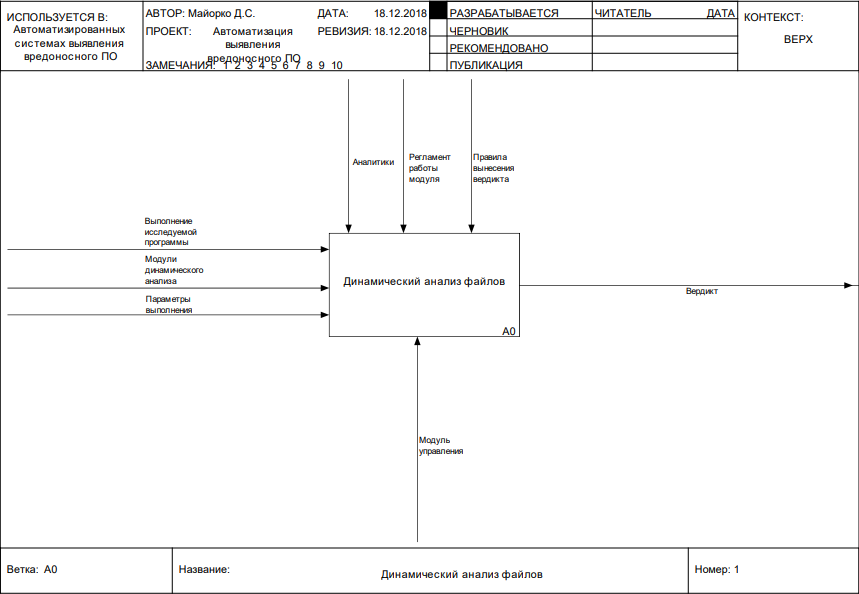 ИСПОЛЬЗУЕТСЯ В:
Автоматизированных
системах выявления
вредоносного ПО
АВТОР: Майорко Д.С.
ДАТА: 18.12.2018
ПРОЕКТ: Автоматизация
выявления
вредоносного ПО
РЕВИЗИЯ: 18.12.2018
ЗАМЕЧАНИЯ: 1 2 3 4 5 6 7 8 9 10
РАЗРАБАТЫВАЕТСЯ
ЧЕРНОВИК
РЕКОМЕНДОВАНО
ПУБЛИКАЦИЯ
ЧИТАТЕЛЬ ДАТА
КОНТЕКСТ:
ВЕРХ
Аналитики
Регламент
работы
модуля
Правила
вынесения
вердикта
Выполнение
исследуемой
программы
Модули
динамического
анализа
Параметры
выполнения
Динамический анализ файлов
A0
Вердикт
Модуль
управления
Ветка: A0
Название:
Динамический анализ файлов
Номер: 1